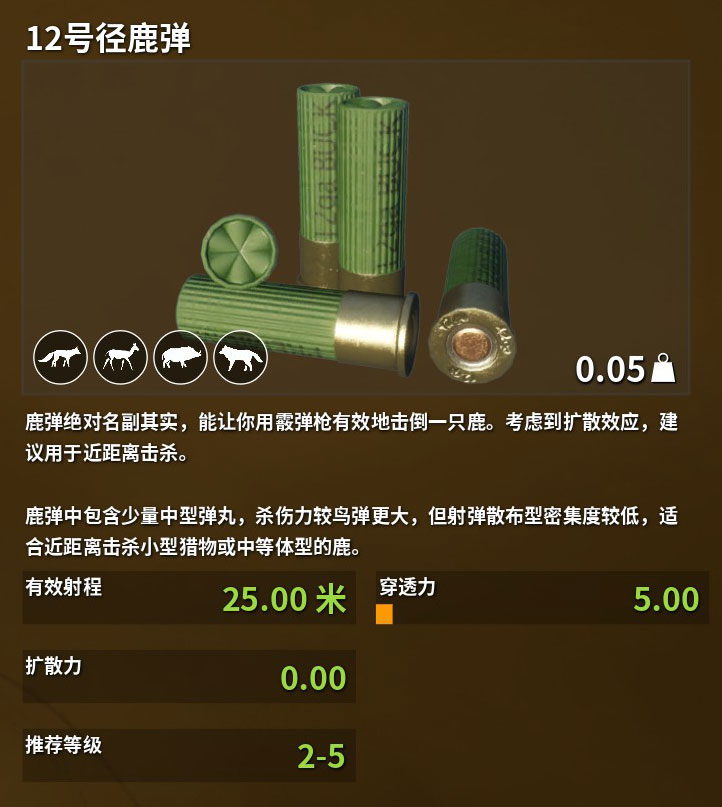 12号径鹿弹
12ga BUCK
12ga BUCK
0.05
鹿弹绝对名副其实，能让你用霰弹枪有效地击倒一只鹿。考虑到扩散效应，建
议用于近距离击杀。
鹿弹中包含少量中型弹丸，杀伤力较鸟弹更大，但射弹散布型密集度较低，适
合近距离击杀小型猎物或中等体型的鹿。
有效射程
25.00 米
穿透力
5.00
扩散力
0.00
推荐等级
2-5